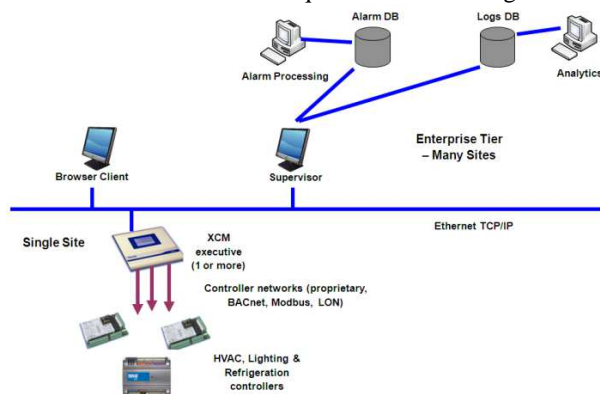 Alarm DB
Logs DB
Alarm Processing
Analytics
Enterprise Tier
– Many Sites
Browser Client
Supervisor
Ethernet TCP/IP
Single Site
XCM
executive
(1 or more)
Controller networks (proprietary,
BACnet, Modbus, LON)
HVAC, Lighting &
Refrigeration
controllers